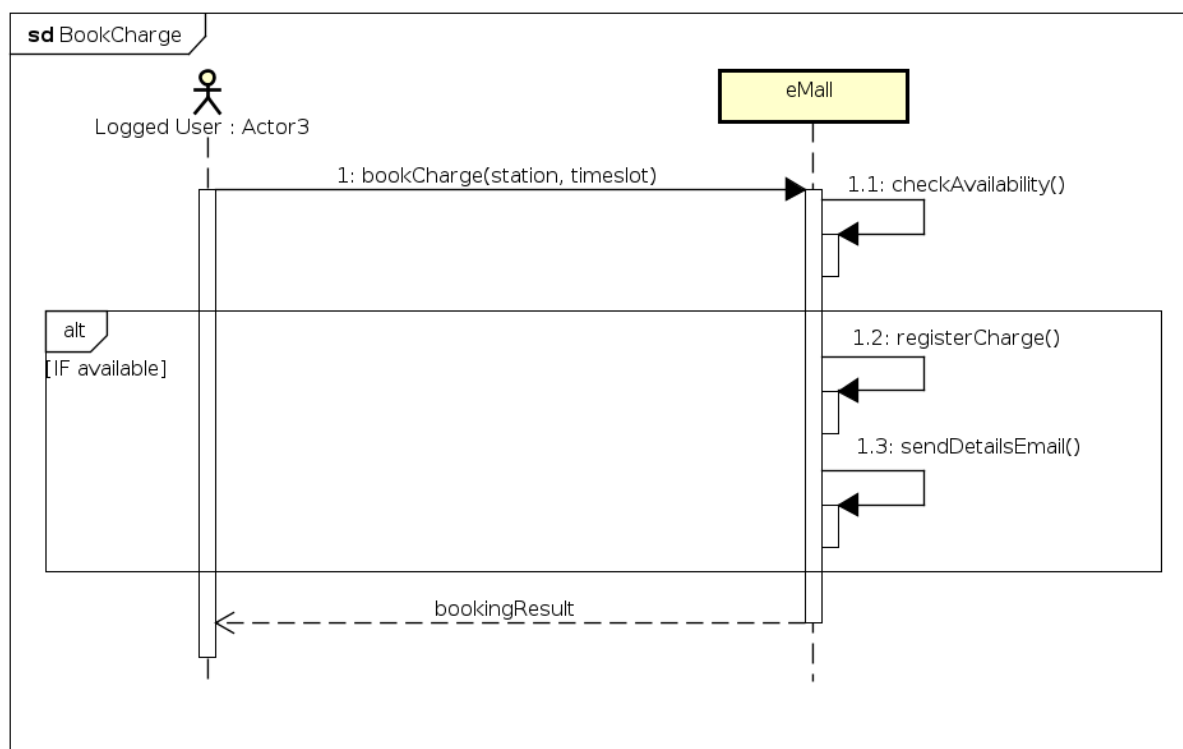 sd BookCharge
Logged User : Actor3
eMall
1: bookCharge(station, timeslot)
1.1: checkAvailability()
alt
[IF available]
1.2: registerCharge()
1.3: sendDetailsEmail()
bookingResult